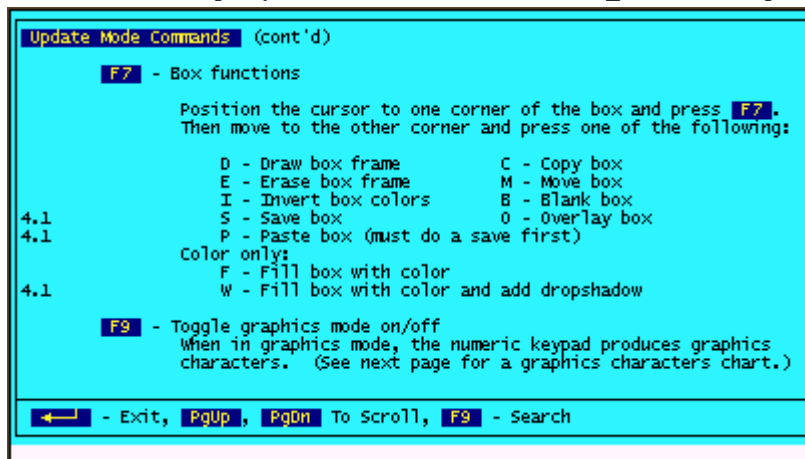 Update Mode Commands (cont'd)
F7 - Box functions
Position the cursor to one corner of the box and press F7.
Then move to the other corner and press one of the following:
D - Draw box frame C - Copy box
E - Erase box frame M - Move box
I - Invert box colors B - Blank box
4.1 S - Save box O - Overlay box
4.1 P - Paste box (must do a save first)
Color only:
F - Fill box with color
4.1 W - Fill box with color and add dropshadow
F9 - Toggle graphics mode on/off
When in graphics mode, the numeric keypad produces graphics
characters. (See next page for a graphics characters chart.)
- Exit, PgUp, PgDn To Scroll, F9 - Search